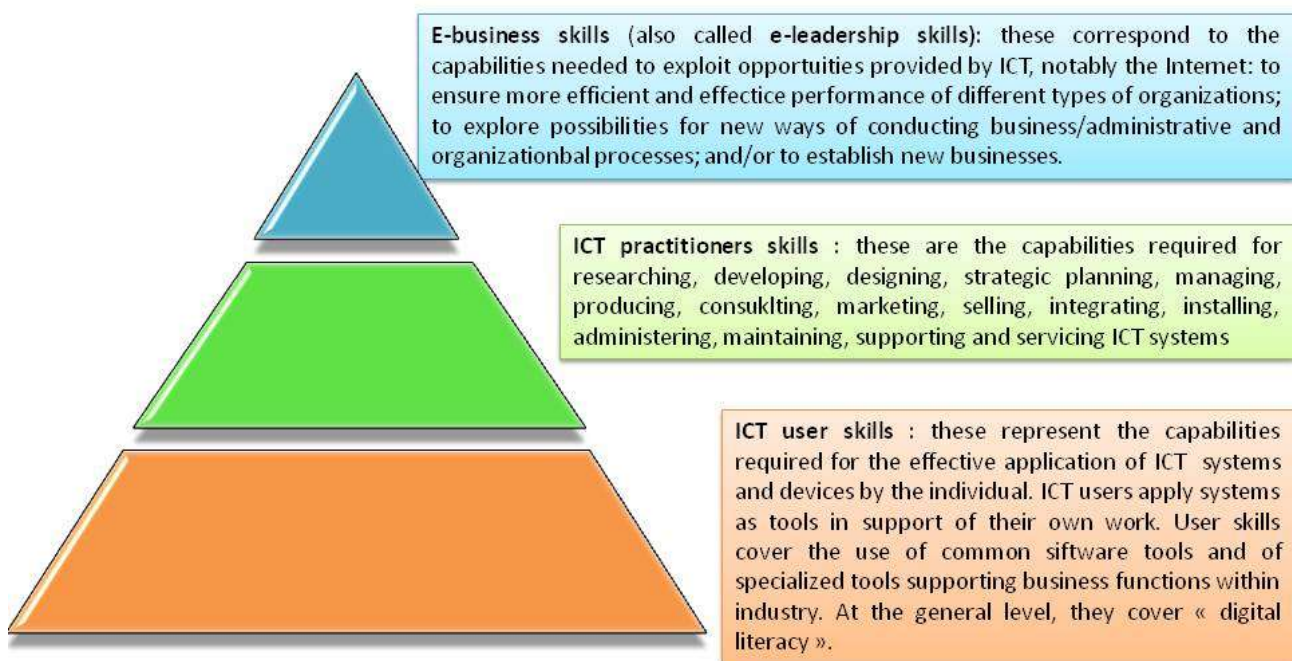 E-business skills (also called e-leadership skills): these correspond to the
capabilities needed to exploit opportuities provided by ICT, notably the Internet: to
ensure more efficient and effectice performance of different types of organizations;
to explore possibilities for new ways of conducting business/administrative and
organizationbal processes; and/or to establish new businesses.
ICT practitioners skills : these are the capabilities required for
researching, developing, designing, strategic planning, managing,
producing, consuklting, marketing, selling, integrating, installing,
administering, maintaining, supporting and servicing ICT systems
ICT user skills : these represent the capabilities
required for the effective application of ICT systems
and devices by the individual. ICT users apply systems
as tools in support of their own work. User skills
cover the use of common siftware tools and of
specialized tools supporting business functions within
industry. At the general level, they cover « digital
literacy ».